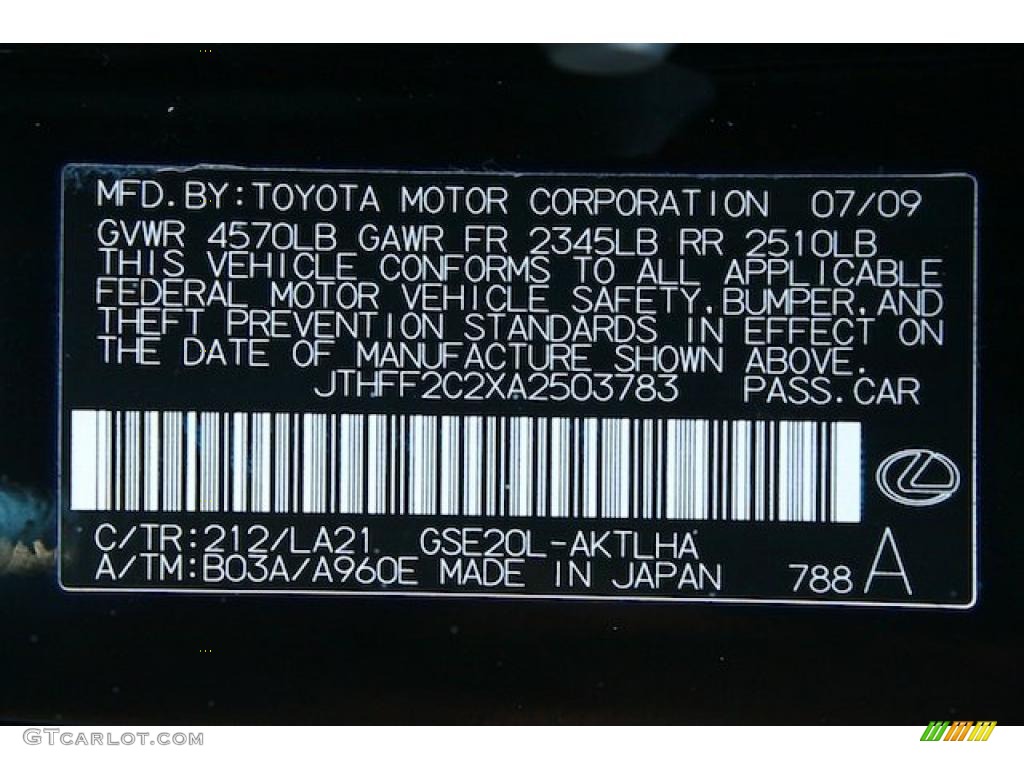 MFD.BY:TOYOTA MOTOR CORPORATION 07/09
GVWR 4570LB GAWR FR 2345LB RR 2510LB
THIS VEHICLE CONFORMS TO ALL APPLICABLE
FEDERAL MOTOR VEHICLE SAFETY,BUMPER,AND
THEFT PREVENTION STANDARDS IN EFFECT ON
THE DATE OF MANUFACTURE SHOWN ABOVE.
JTHFF2C2XA2503783 PASS.CAR
C/TR:212/LA21 GSE20L-AKTLHA
A/TM:B03A/A960E MADE IN JAPAN 788 A
GTCarLot.com